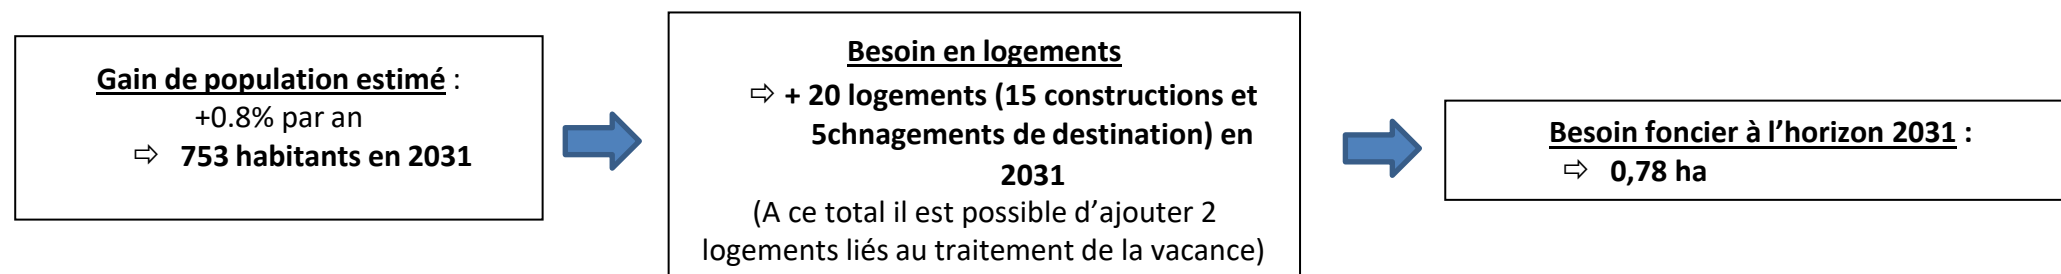 Gain de population estimé :
+0.8% par an
⇨ 753 habitants en 2031
Besoin en logements
⇨ + 20 logements (15 constructions et
5chnagements de destination) en
2031
(A ce total il est possible d’ajouter 2
logements liés au traitement de la vacance)
Besoin foncier à l’horizon 2031 :
⇨ 0,78 ha